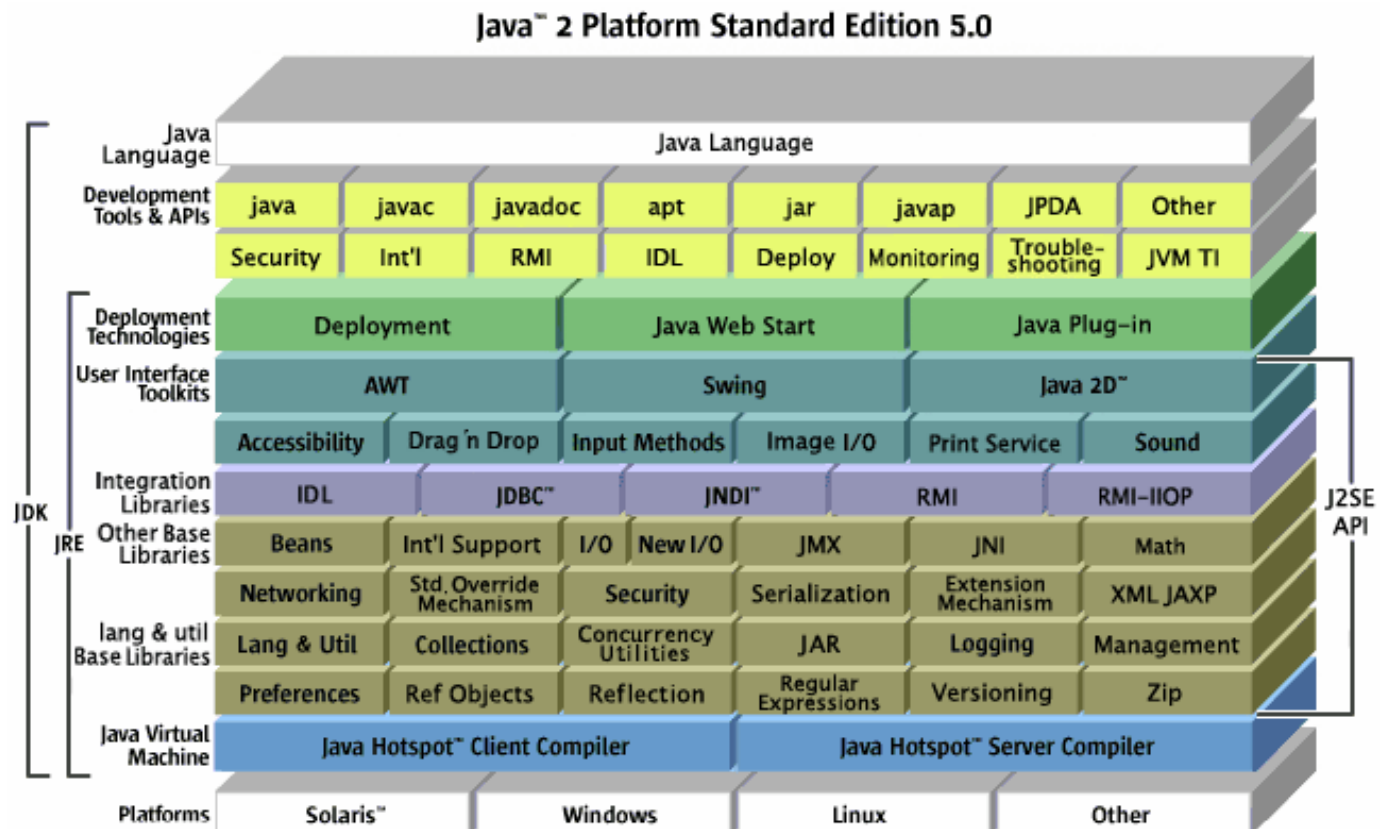 Java™ 2 Platform Standard Edition 5.0
Java
Language
Java Language
Development
Tools & APIs
java javac javadoc apt jar javap JPDA Other
Security Int'l RMI IDL Deploy Monitoring Trouble-
shooting JVM TI
Deployment
Technologies
Deployment Java Web Start Java Plug-in
User Interface
Toolkits
AWT Swing Java 2D™
Accessibility Drag 'n Drop Input Methods Image I/O Print Service Sound
Integration
Libraries
IDL JDBC™ JNDI™ RMI RMI-IIOP
JDK
JRE
J2SE
API
Other Base
Libraries
Beans Int'l Support I/O New I/O JMX JNI Math
Networking Std. Override
Mechanism Security Serialization Extension
Mechanism XML JAXP
lang & util
Base Libraries
Lang & Util Collections Concurrency
Utilities JAR Logging Management
Preferences Ref Objects Reflection Regular
Expressions Versioning Zip
Java Virtual
Machine
Java Hotspot™ Client Compiler Java Hotspot™ Server Compiler
Platforms Solaris™ Windows Linux Other